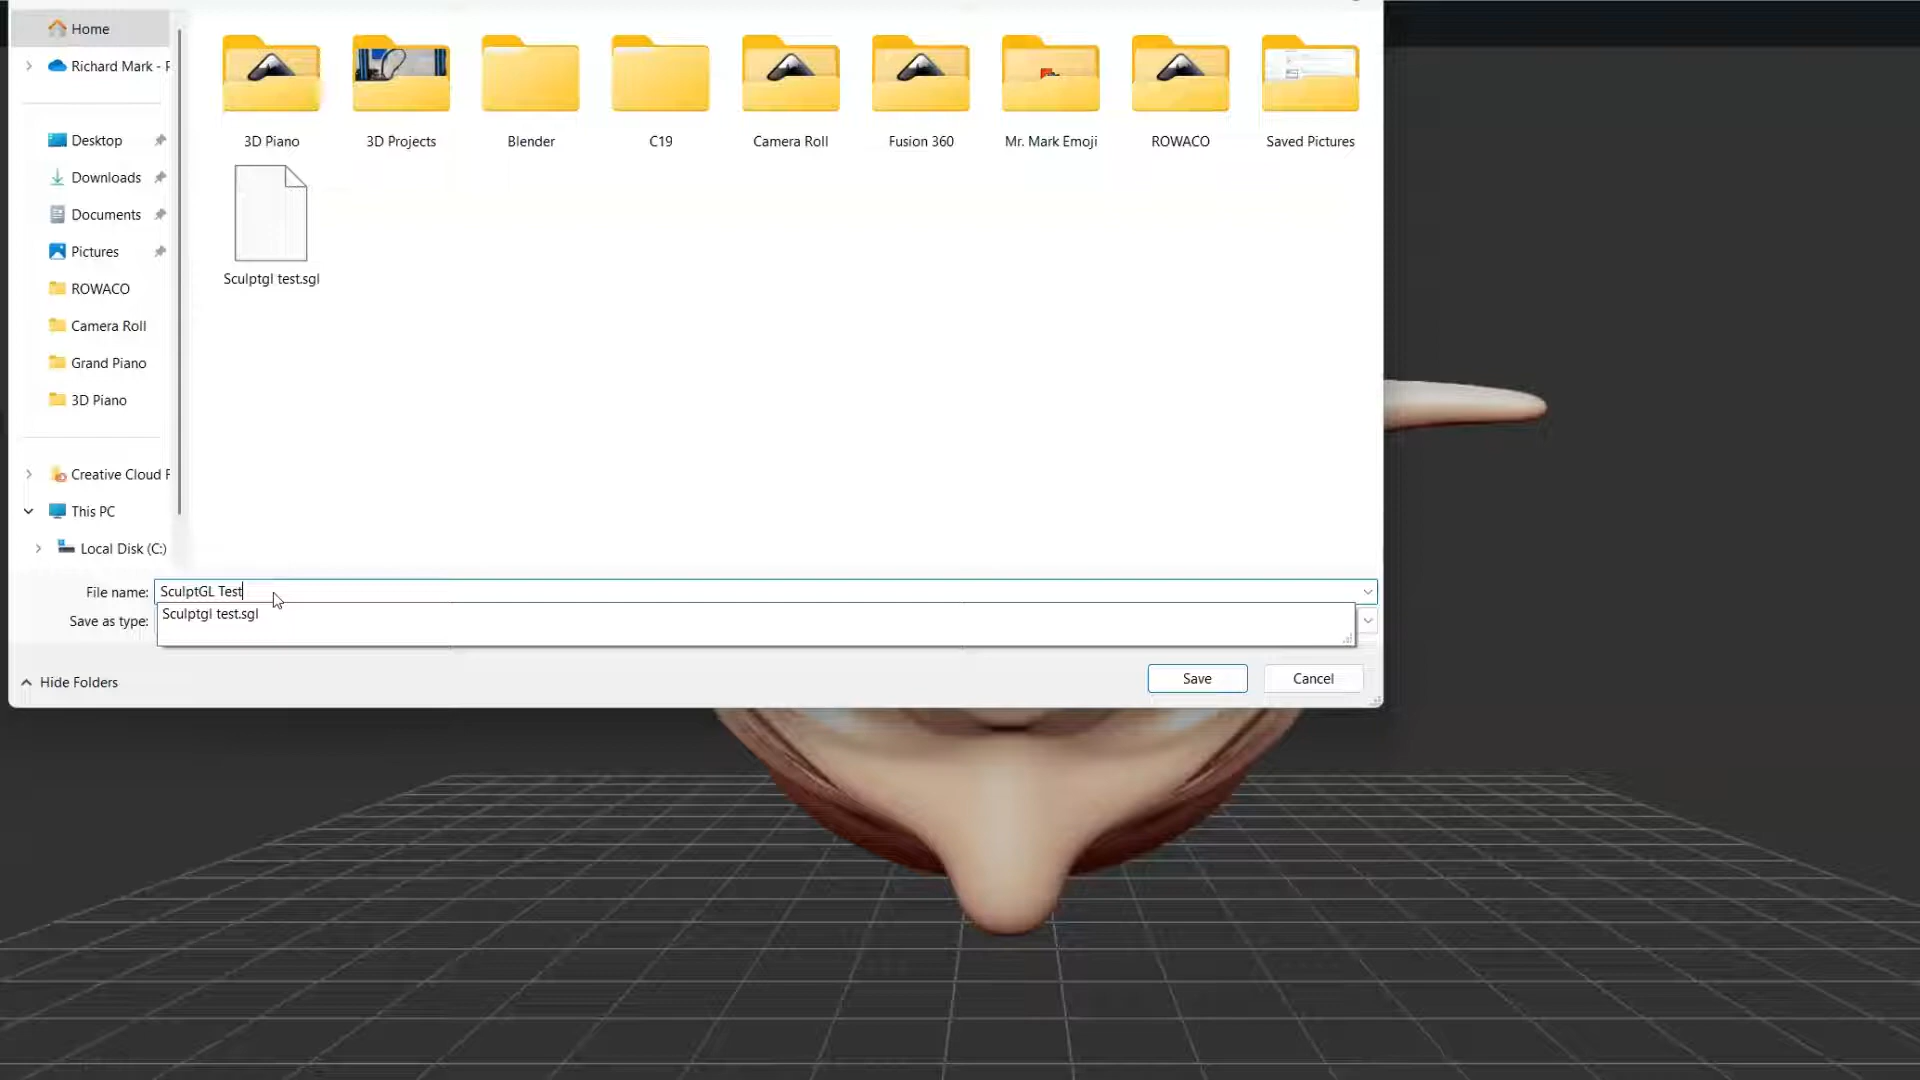 Home
Richard Mark - P
Desktop
Downloads
Documents
Pictures
ROWACO
Camera Roll
Grand Piano
3D Piano
Creative Cloud F
This PC
Local Disk (C:)
3D Piano
3D Projects
Blender
C19
Camera Roll
Fusion 360
Mr. Mark Emoji
ROWACO
Saved Pictures
Sculptgl test.sgl
File name: SculptGL Test
Sculptgl test.sgl
Save as type:
Hide Folders
Save
Cancel